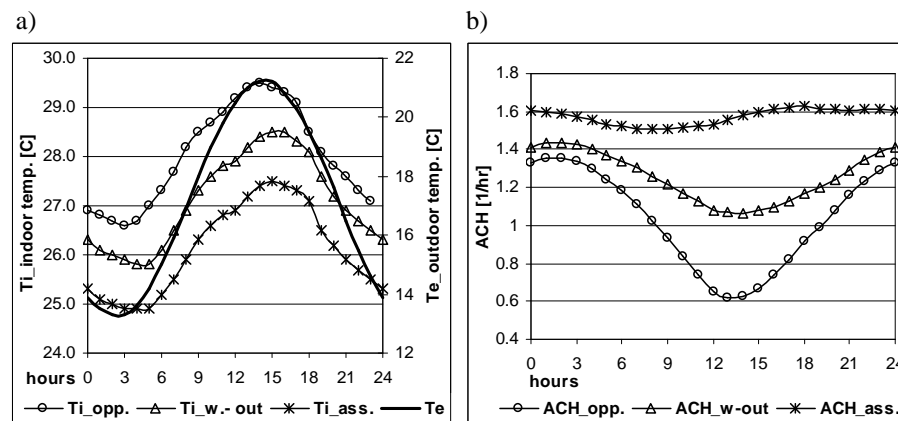 a)
b)
30.0
29.0
28.0
27.0
26.0
25.0
24.0
Ti_indoor temp. [C]
22
20
18
16
14
12
Te_outdoor temp. [C]
hours
0 3 6 9 12 15 18 21 24
Ti_opp. Ti_w.- out Ti_ass. Te
1.8
1.6
1.4
1.2
1
0.8
0.6
0.4
ACH [1/hr]
0 3 6 9 12 15 18 21 24
hours
ACH_opp. ACH_w-out ACH_ass.